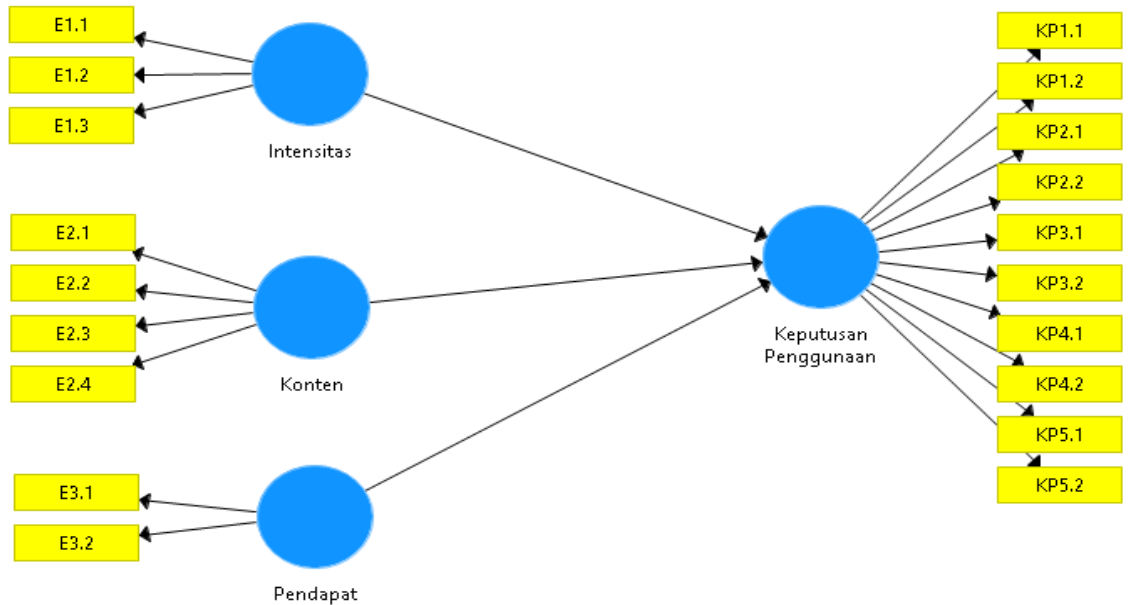 E1.1
E1.2
E1.3
Intensitas
E2.1
E2.2
E2.3
E2.4
Konten
E3.1
E3.2
Pendapat
Keputusan
Penggunaan
KP1.1
KP1.2
KP2.1
KP2.2
KP3.1
KP3.2
KP4.1
KP4.2
KP5.1
KP5.2